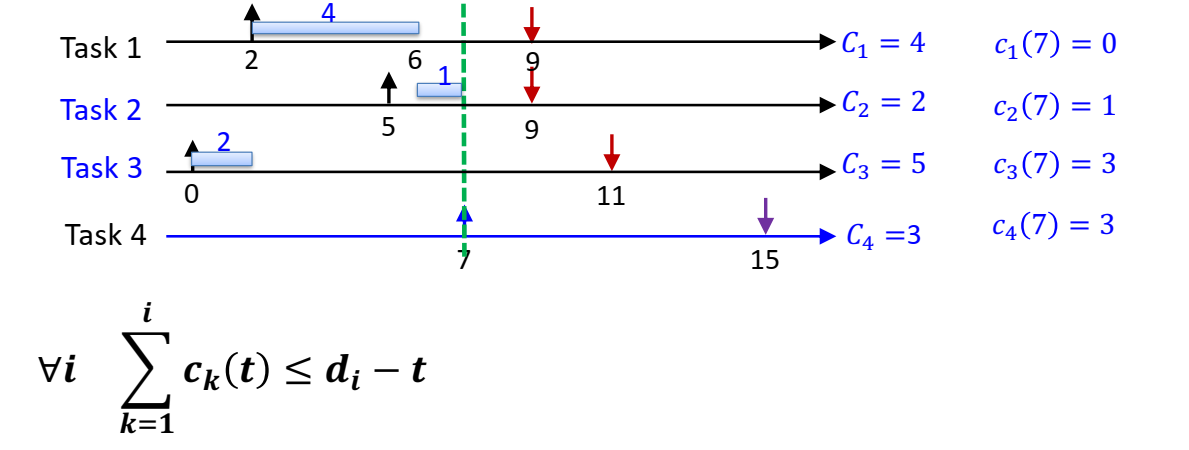 4
Task 1 C₁ = 4 c₁(7) = 0
2 6 9
1
Task 2 C₂ = 2 c₂(7) = 1
5 9
2
Task 3 C₃ = 5 c₃(7) = 3
0 11
Task 4 C₄ =3 c₄(7) = 3
7 15
∀i ∑ᵢₖ₌₁ cₖ(t) ≤ dᵢ − t